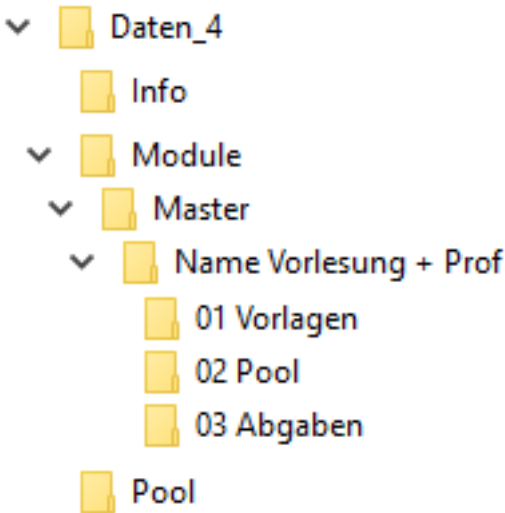 Daten_4
Info
Module
Master
Name Vorlesung + Prof
01 Vorlagen
02 Pool
03 Abgaben
Pool